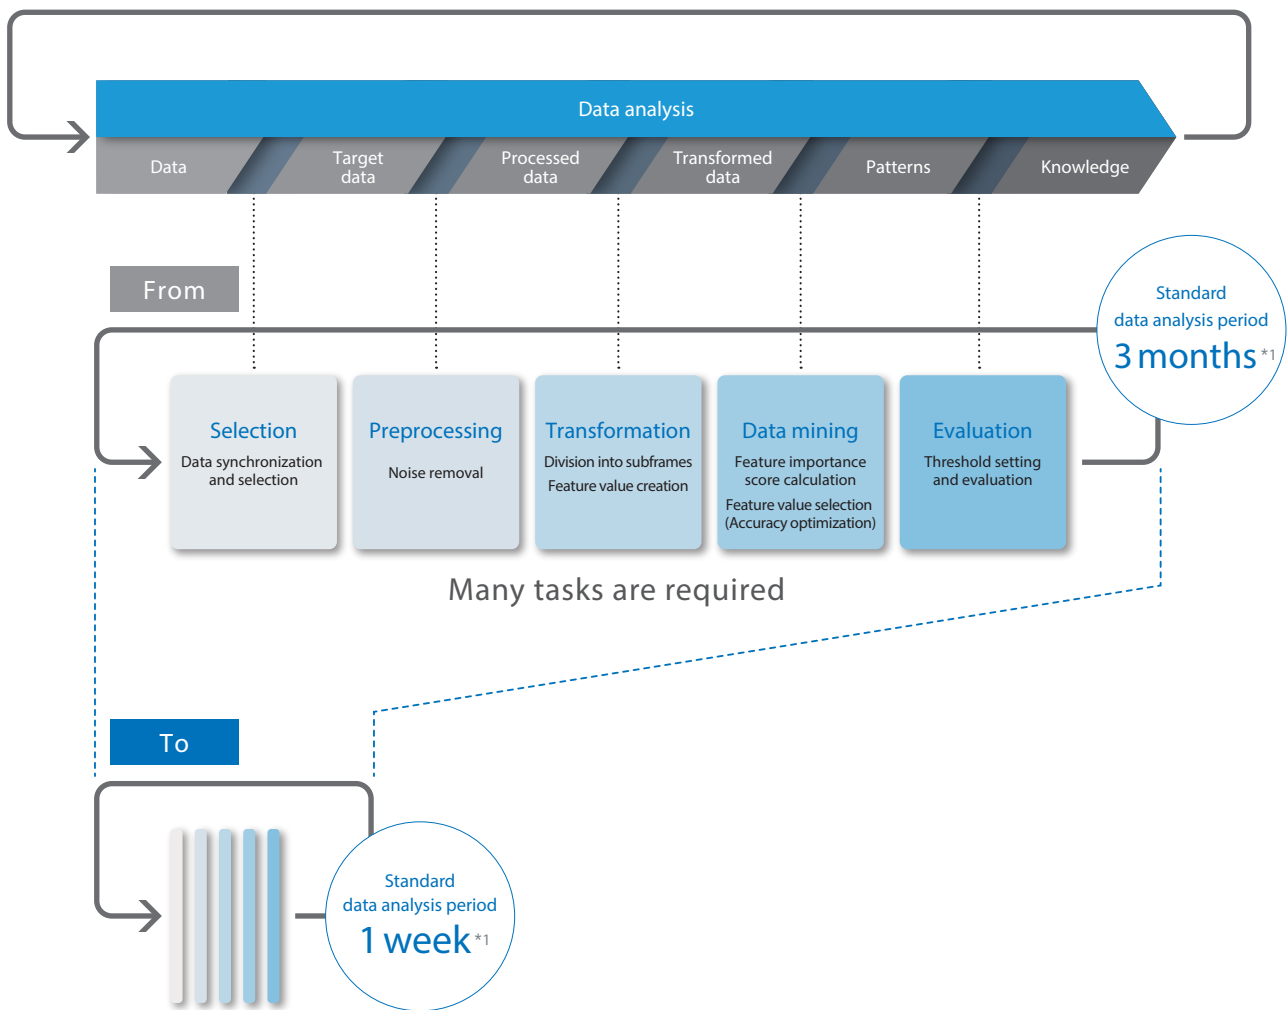 Data analysis
Data
Target
data
Processed
data
Transformed
data
Patterns
Knowledge
From
Standard
data analysis period
3 months *1
Selection
Data synchronization
and selection
Preprocessing
Noise removal
Transformation
Division into subframes
Feature value creation
Data mining
Feature importance
score calculation
Feature value selection
(Accuracy optimization)
Evaluation
Threshold setting
and evaluation
Many tasks are required
To
Standard
data analysis period
1 week *1